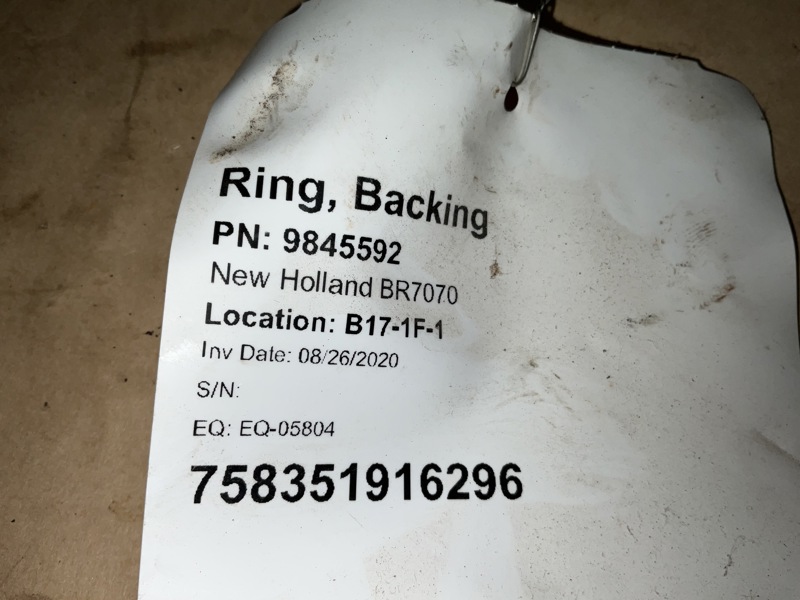 Ring, Backing
PN: 9845592
New Holland BR7070
Location: B17-1F-1
Inv Date: 08/26/2020
S/N:
EQ: EQ-05804
758351916296